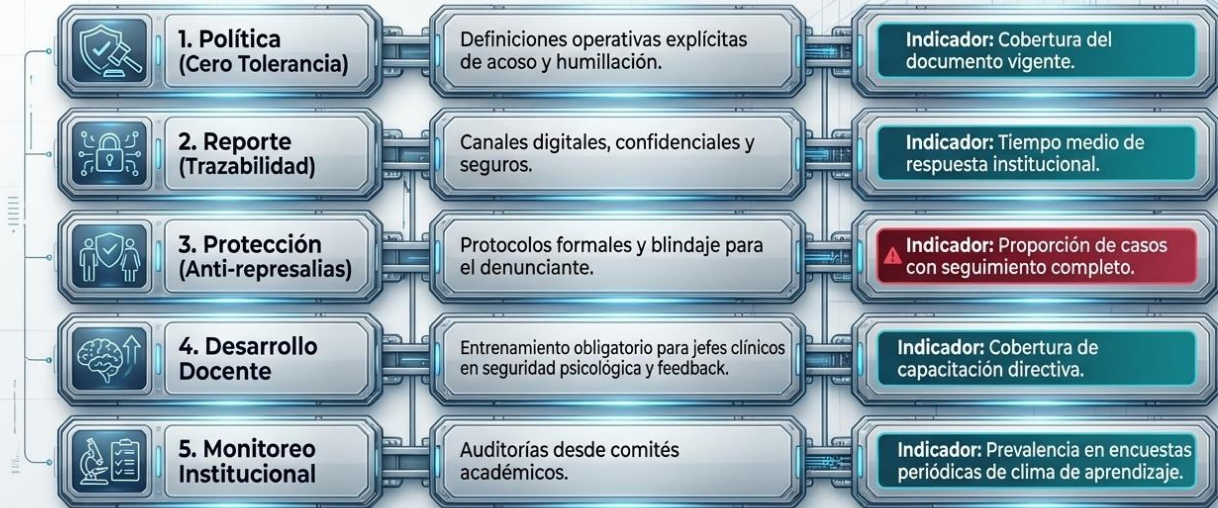 1. Política
(Cero Tolerancia)
Definiciones operativas explícitas
de acoso y humillación.
Indicador: Cobertura del
documento vigente.
2. Reporte
(Trazabilidad)
Canales digitales, confidenciales y
seguros.
Indicador: Tiempo medio de
respuesta institucional.
3. Protección
(Anti-represalias)
Protocolos formales y blindaje para
el denunciante.
Indicador: Proporción de casos
con seguimiento completo.
4. Desarrollo
Docente
Entrenamiento obligatorio para jefes clínicos
en seguridad psicológica y feedback.
Indicador: Cobertura de
capacitación directiva.
5. Monitoreo
Institucional
Auditorías desde comités
académicos.
Indicador: Prevalencia en encuestas
periódicas de clima de aprendizaje.